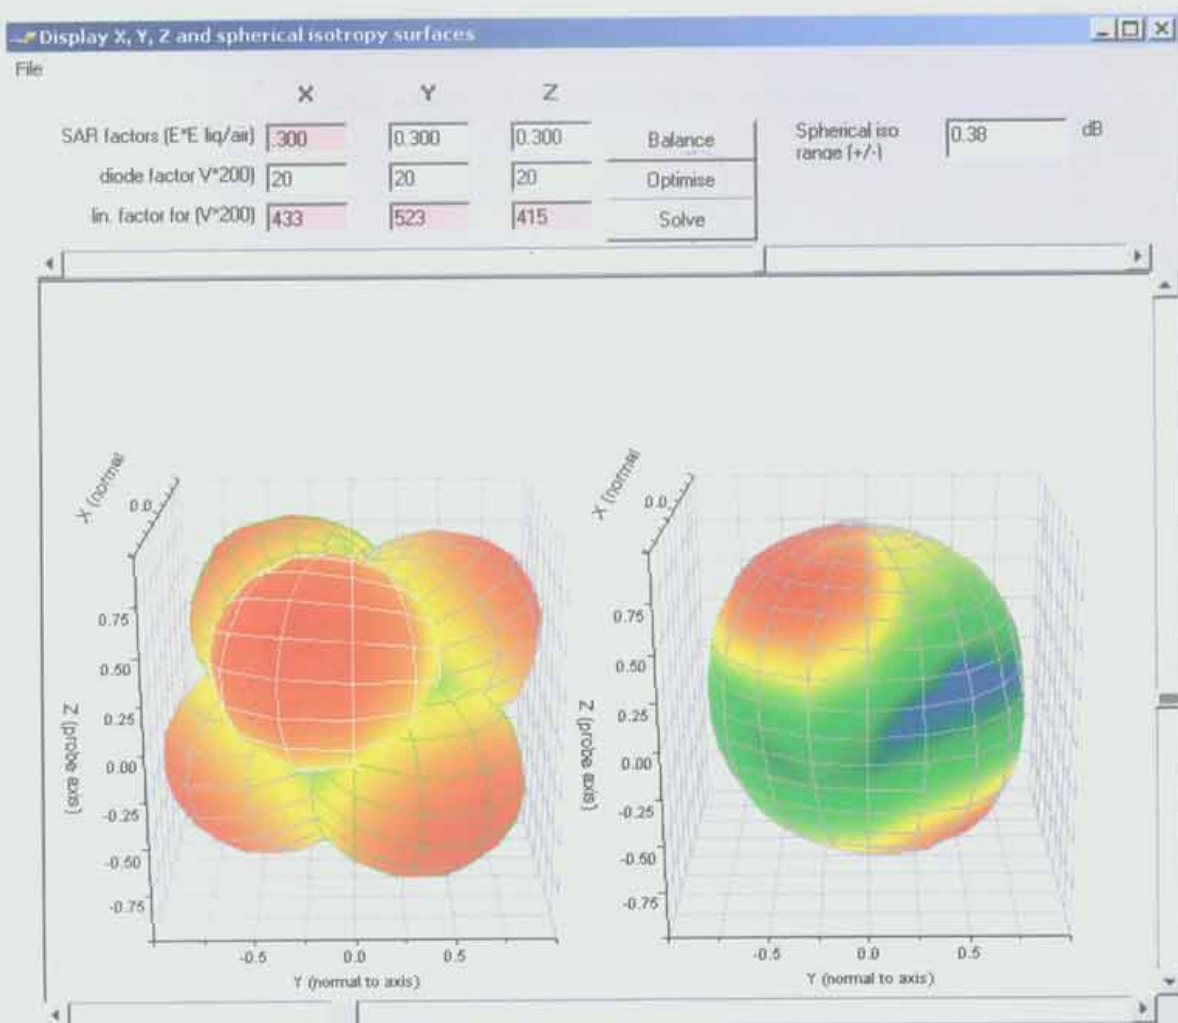 Display X, Y, Z and spherical isotropy surfaces
File
X Y Z
SAR factors (E*E liq/air) .300 0.300 0.300 Balance
Spherical iso range (+/-) 0.38 dB
diode factor V*200) 20 20 20 Optimise
lin. factor for (V*200) 433 523 415 Solve
X (normal
0.0
0.75
0.50
0.25
0.00
-0.25
-0.50
-0.75
Z (probe axis)
-0.5 0.0 0.5
Y (normal to axis)
X (normal
0.0
0.75
0.50
0.25
0.00
-0.25
-0.50
-0.75
Z (probe axis)
-0.5 0.0 0.5
Y (normal to axis)